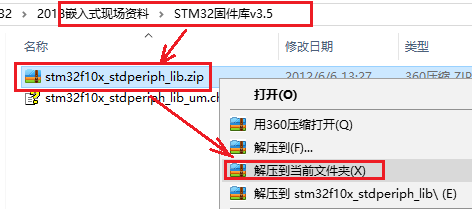 32 › 2018嵌入式现场资料 › STM32固件库v3.5
名称 修改日期 类型
stm32f10x_stdperiph_lib.zip 2012/6/6 13:27 360压缩 ZIP
stm32f10x_stdperiph_lib_um.ch
打开(O)
用360压缩打开(Q)
解压到(F)...
解压到当前文件夹(X)
解压到 stm32f10x_stdperiph_lib\ (E)